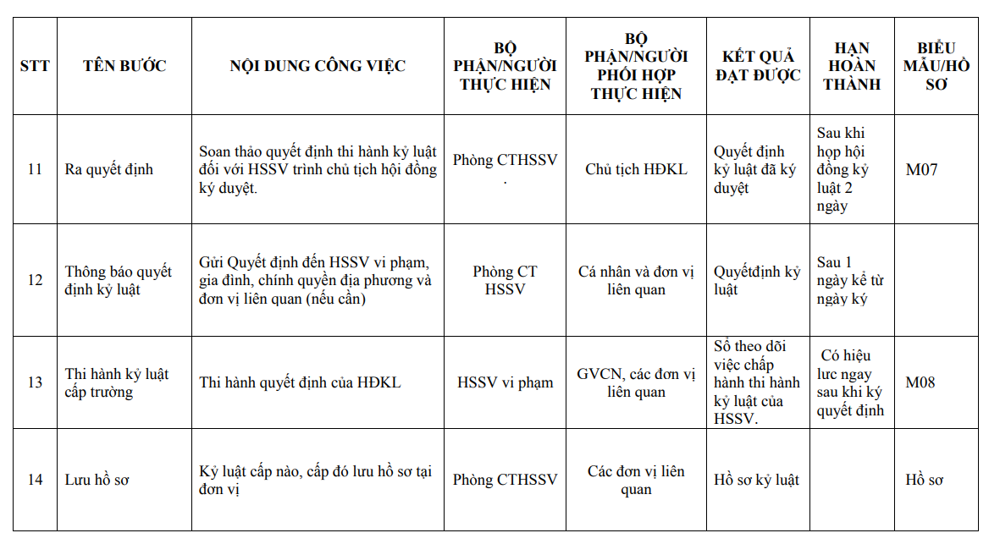 STT
TÊN BƯỚC
NỘI DUNG CÔNG VIỆC
BỘ
PHẬN/NGƯỜI
THỰC HIỆN
BỘ
PHẬN/NGƯỜI
PHỐI HỢP
THỰC HIỆN
KẾT QUẢ
ĐẠT ĐƯỢC
HẠN
HOÀN
THÀNH
BIỂU
MẪU/HỒ
SƠ
11
Ra quyết định
Soan thảo quyết định thi hành kỷ luật
đối với HSSV trình chủ tịch hội đồng
ký duyệt.
Phòng CTHSSV
.
Chủ tịch HĐKL
Quyết định
kỷ luật đã ký
duyệt
Sau khi
họp hội
đồng kỷ
luật 2
ngày
M07
12
Thông báo quyết
định kỷ luật
Gửi Quyết định đến HSSV vi phạm,
gia đình, chính quyền địa phương và
đơn vị liên quan (nếu cần)
Phòng CT
HSSV
Cá nhân và đơn vị
liên quan
Quyếtđịnh kỷ
luật
Sau 1
ngày kể từ
ngày ký
13
Thi hành kỷ luật
cấp trường
Thi hành quyết định của HĐKL
HSSV vi phạm
GVCN, các đơn vị
liên quan
Sổ theo dõi
việc chấp
hành thi hành
kỷ luật của
HSSV.
Có hiệu
lưc ngay
sau khi ký
quyết định
M08
14
Lưu hồ sơ
Kỷ luật cấp nào, cấp đó lưu hồ sơ tại
đơn vị
Phòng CTHSSV
Các đơn vị liên
quan
Hồ sơ kỷ luật
Hồ sơ